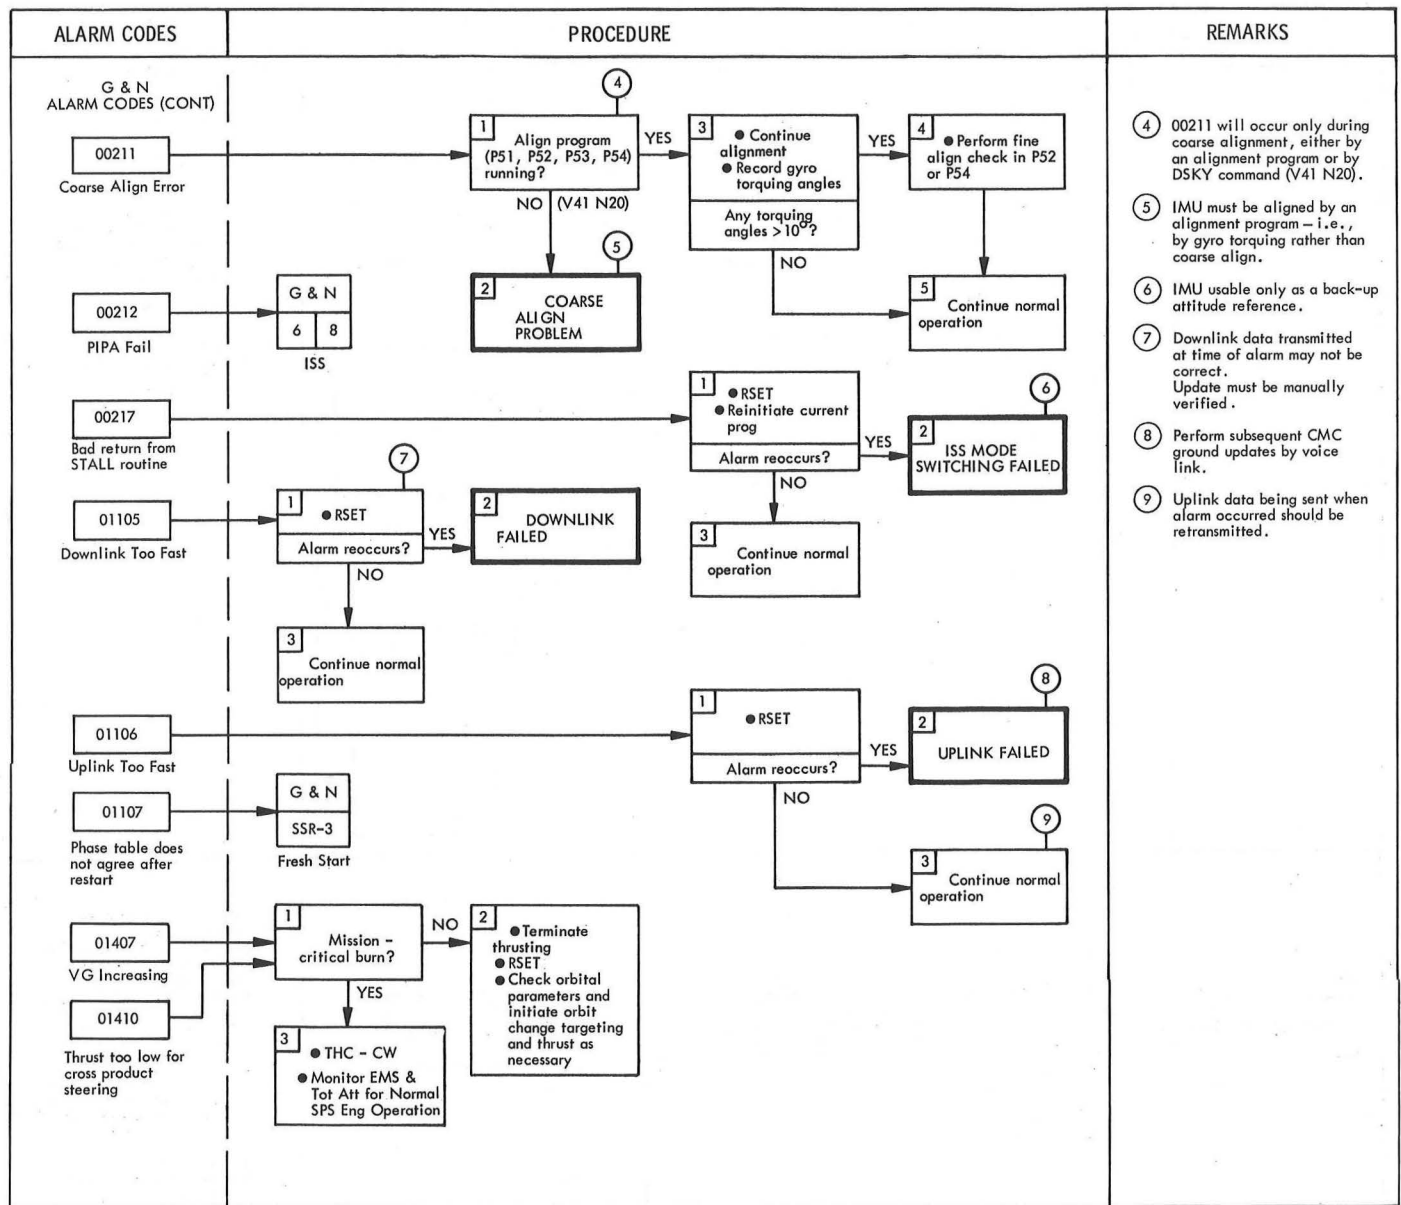 ALARM CODES
PROCEDURE
REMARKS
G & N
ALARM CODES (CONT)
00211
Coarse Align Error
4
1
Align program
(P51, P52, P53, P54)
running?
YES
NO
(V41 N20)
5
2
COARSE
ALIGN
PROBLEM
3
● Continue
alignment
● Record gyro
torquing angles
Any torquing
angles >10°?
YES
NO
4
● Perform fine
align check in P52
or P54
5
Continue normal
operation
00212
PIPA Fail
G & N
6 8
ISS
00217
Bad return from
STALL routine
1
● RSET
● Reinitiate current
prog
Alarm reoccurs?
YES
NO
6
2
ISS MODE
SWITCHING FAILED
3
Continue normal
operation
01105
Downlink Too Fast
7
1
● RSET
Alarm reoccurs?
YES
NO
2
DOWNLINK
FAILED
3
Continue normal
operation
01106
Uplink Too Fast
1
● RSET
Alarm reoccurs?
YES
NO
8
2
UPLINK FAILED
9
3
Continue normal
operation
01107
Phase table does
not agree after
restart
G & N
SSR-3
Fresh Start
01407
VG Increasing
01410
Thrust too low for
cross product
steering
1
Mission -
critical burn?
NO
YES
2
● Terminate
thrusting
● RSET
● Check orbital
parameters and
initiate orbit
change targeting
and thrust as
necessary
3
● THC - CW
● Monitor EMS &
Tot Att for Normal
SPS Eng Operation
4 00211 will occur only during
coarse alignment, either by
an alignment program or by
DSKY command (V41 N20).
5 IMU must be aligned by an
alignment program – i.e.,
by gyro torquing rather than
coarse align.
6 IMU usable only as a back-up
attitude reference.
7 Downlink data transmitted
at time of alarm may not be
correct.
Update must be manually
verified.
8 Perform subsequent CMC
ground updates by voice
link.
9 Uplink data being sent when
alarm occurred should be
retransmitted.